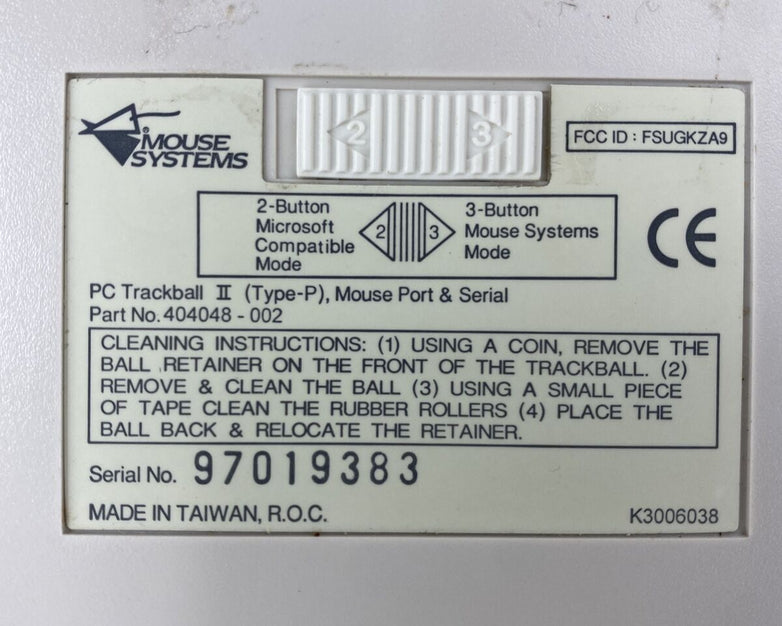 2 3
MOUSE
SYSTEMS
FCC ID : FSUGKZA9
2-Button
Microsoft
Compatible
Mode
2 3
3-Button
Mouse Systems
Mode
CE
PC Trackball II (Type-P), Mouse Port & Serial
Part No. 404048 - 002
CLEANING INSTRUCTIONS: (1) USING A COIN, REMOVE THE
BALL RETAINER ON THE FRONT OF THE TRACKBALL. (2)
REMOVE & CLEAN THE BALL (3) USING A SMALL PIECE
OF TAPE CLEAN THE RUBBER ROLLERS (4) PLACE THE
BALL BACK & RELOCATE THE RETAINER.
Serial No. 97019383
MADE IN TAIWAN, R.O.C.
K3006038